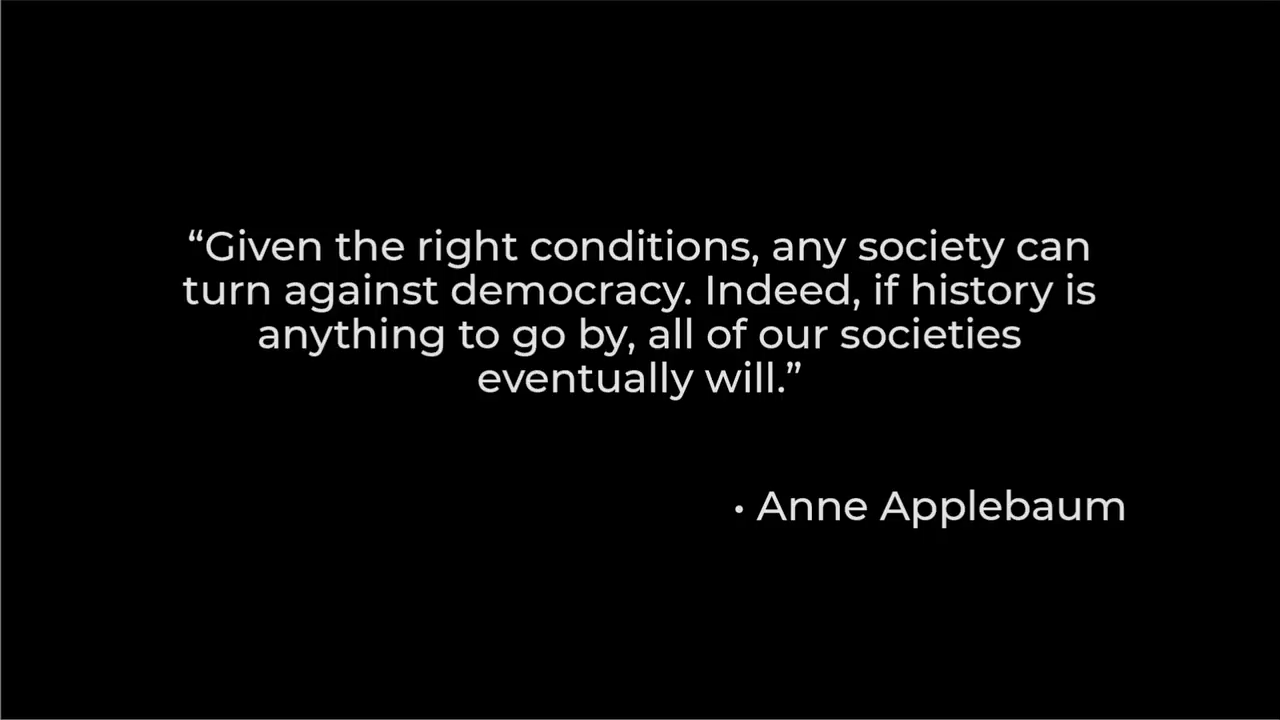 “Given the right conditions, any society can
turn against democracy. Indeed, if history is
anything to go by, all of our societies
eventually will.”
• Anne Applebaum